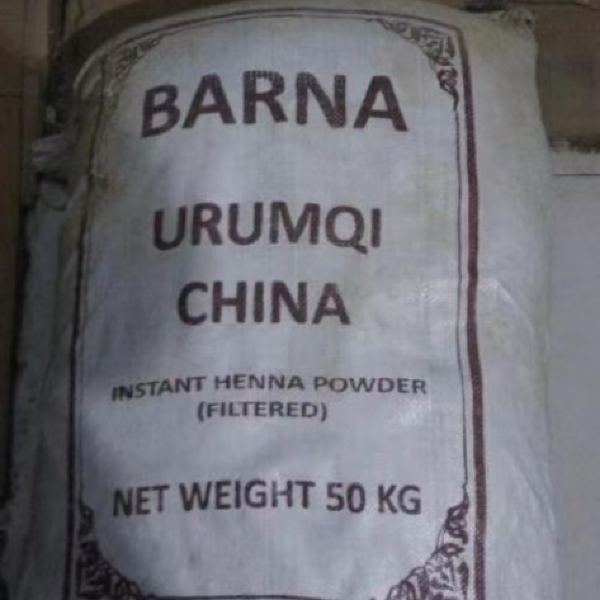 BARNA
URUMQI
CHINA
INSTANT HENNA POWDER
(FILTERED)
NET WEIGHT 50 KG